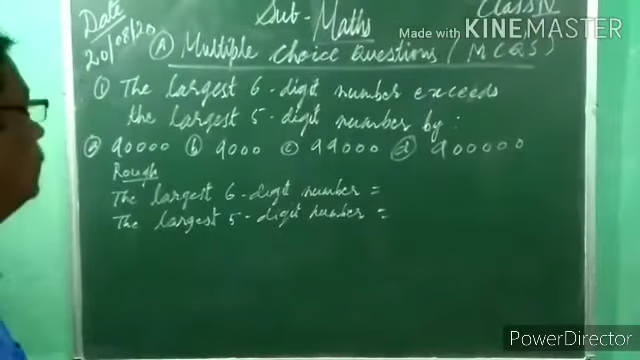 Date
20/08/20
Sub-Maths
Class IV
Made with KINEMASTER
(A) Multiple Choice Questions (MCQS)
① The largest 6-digit number exceeds
the largest 5-digit number by:
ⓐ 90000 ⓑ 9000 ⓒ 99000 ⓓ 900000
Rough
The largest 6-digit number =
The largest 5-digit number =
PowerDirector